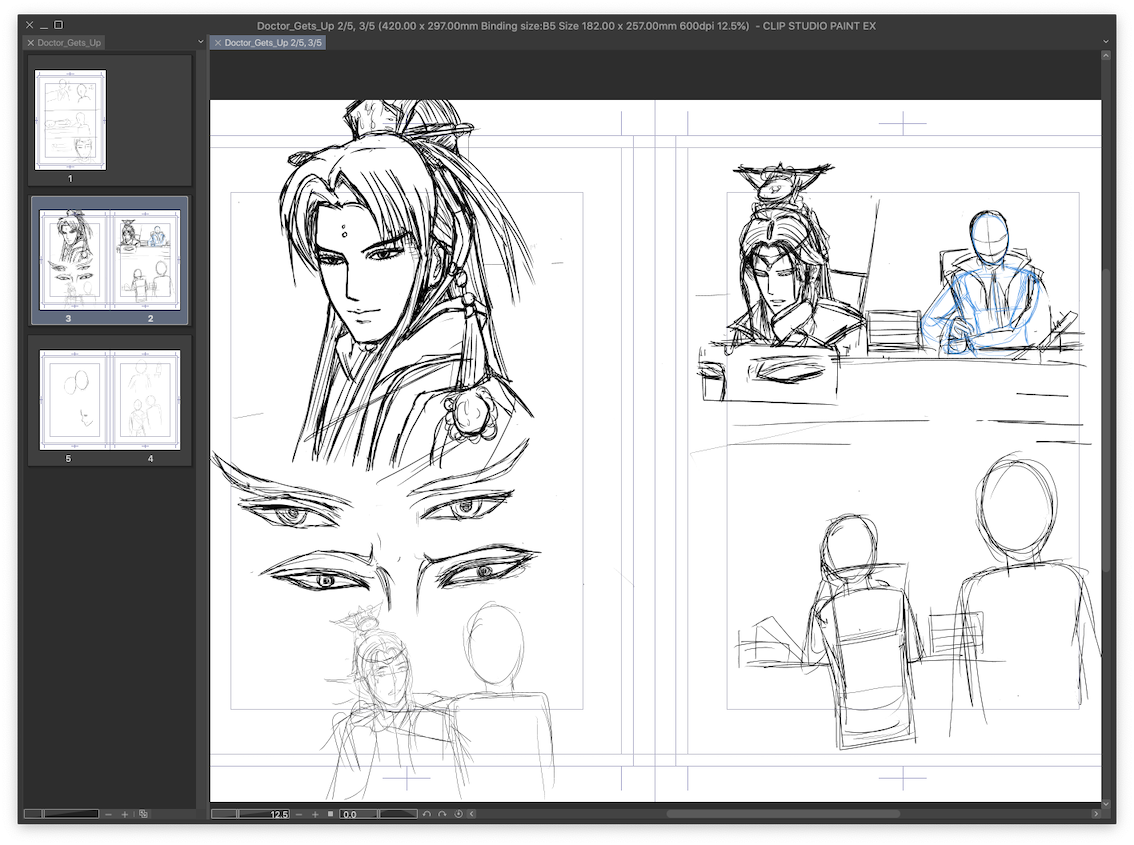 Doctor_Gets_Up 2/5, 3/5 (420.00 x 297.00mm Binding size:B5 Size 182.00 x 257.00mm 600dpi 12.5%)  - CLIP STUDIO PAINT EX
Doctor_Gets_Up
Doctor_Gets_Up 2/5, 3/5
1
3 2
5 4
12.5
0.0